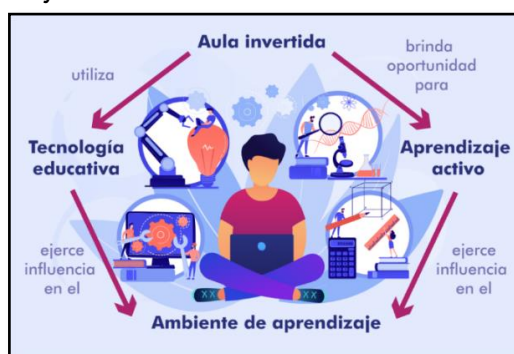 Aula invertida
utiliza
brinda
oportunidad
para
Tecnología
educativa
Aprendizaje
activo
ejerce
influencia
en el
ejerce
influencia
en el
Ambiente de aprendizaje